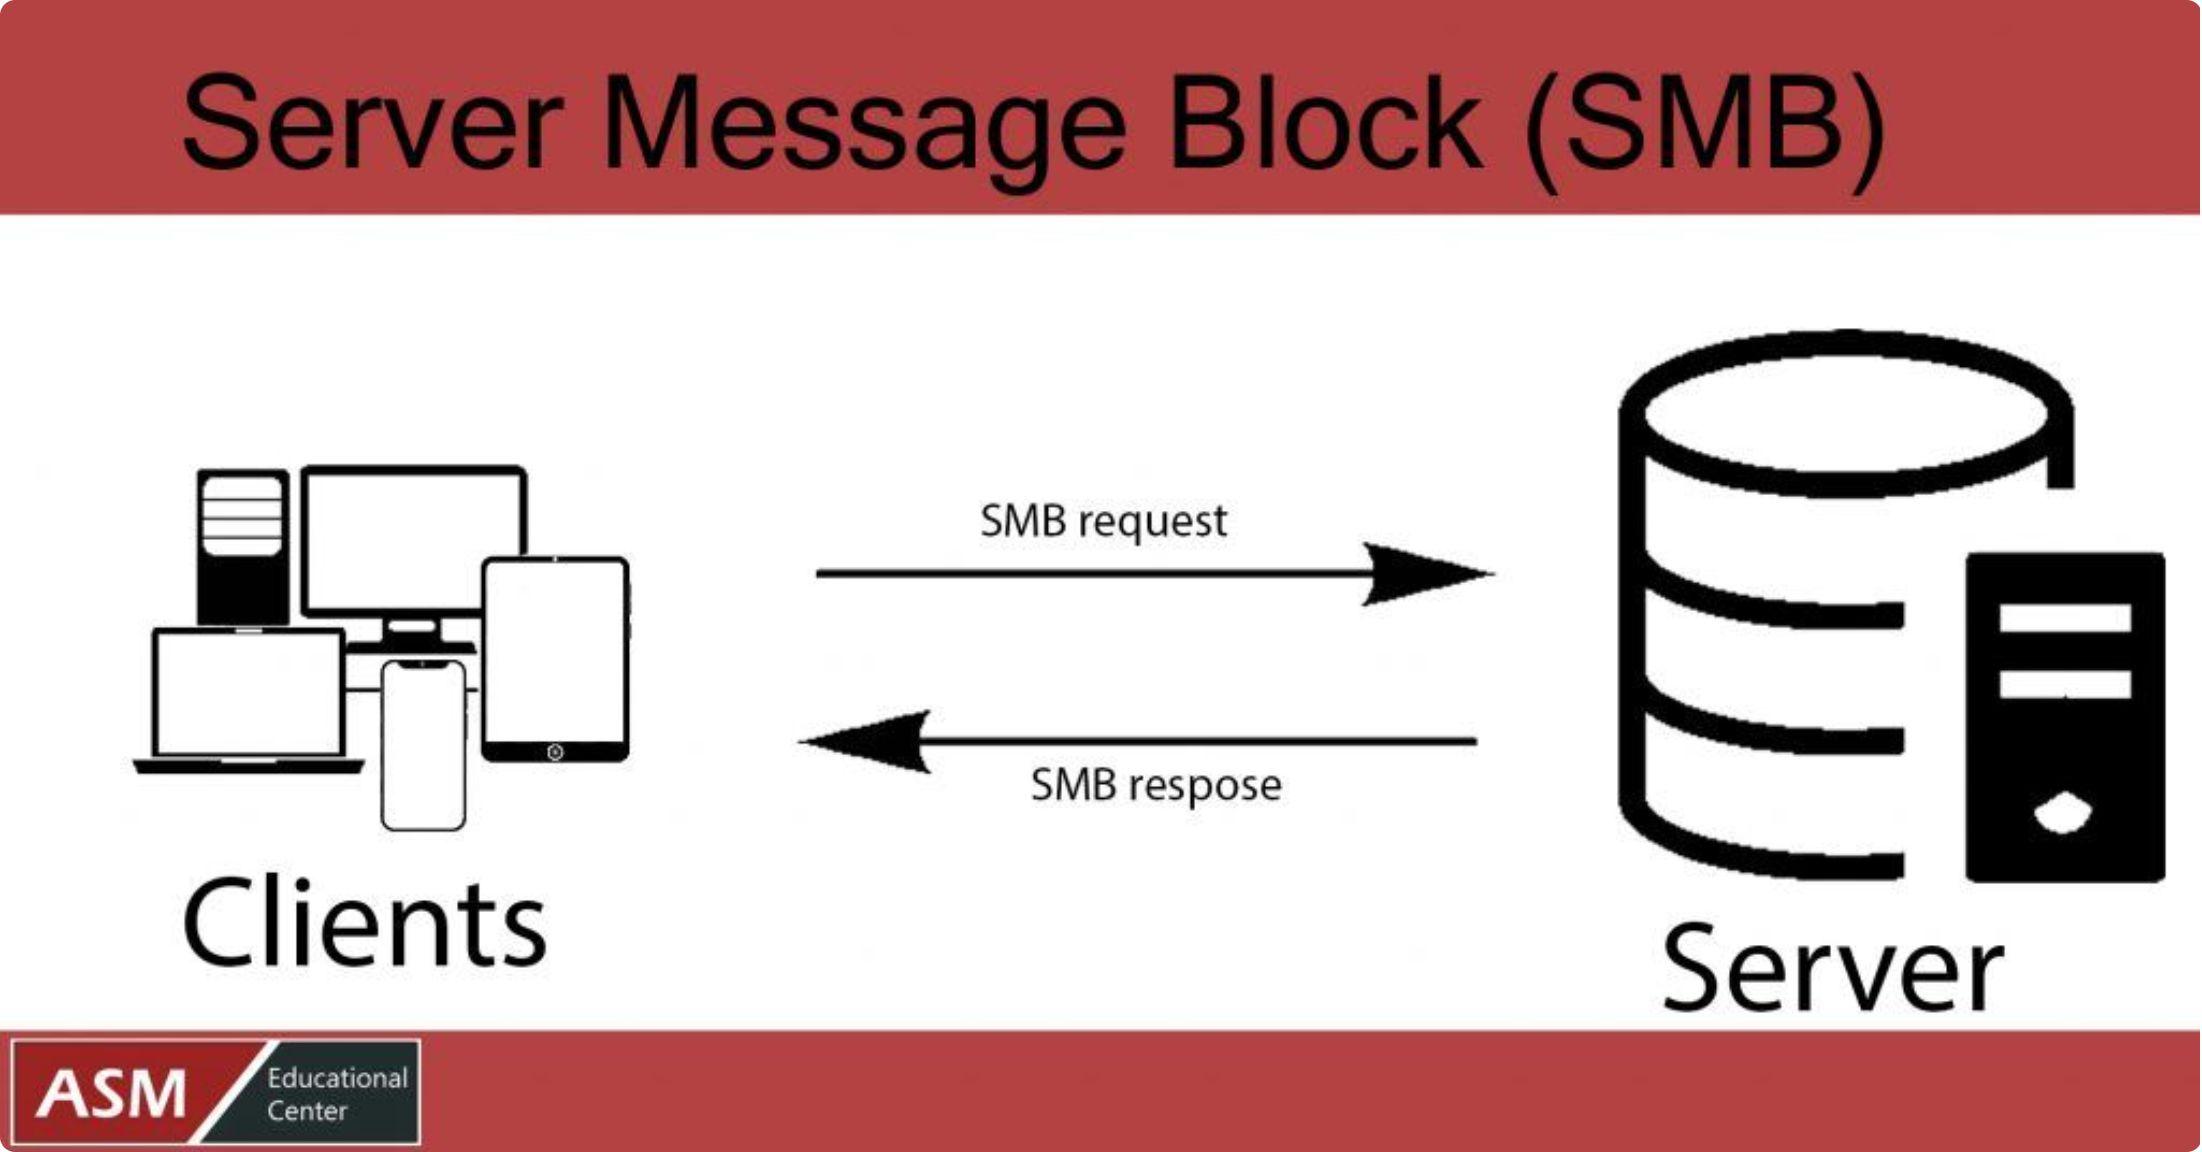 Server Message Block (SMB)
SMB request
SMB respose
Clients
Server
ASM
Educational
Center